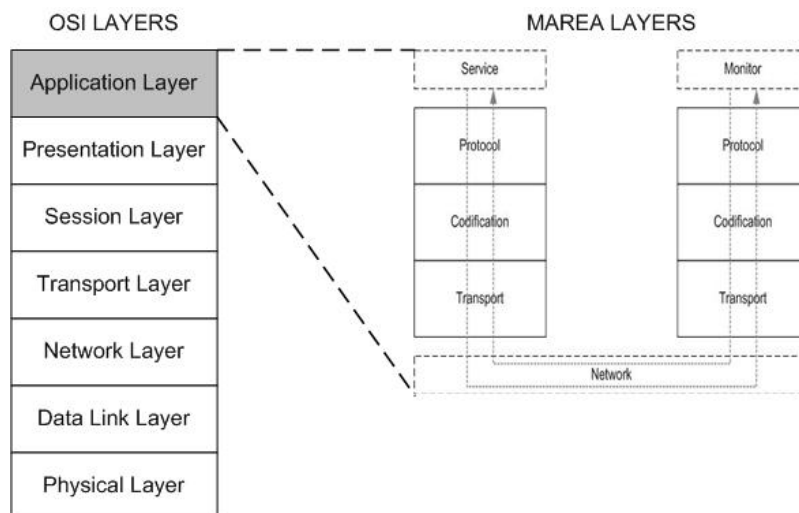 OSI LAYERS
Application Layer
Presentation Layer
Session Layer
Transport Layer
Network Layer
Data Link Layer
Physical Layer
MAREA LAYERS
Service
Monitor
Protocol
Protocol
Codification
Codification
Transport
Transport
Network